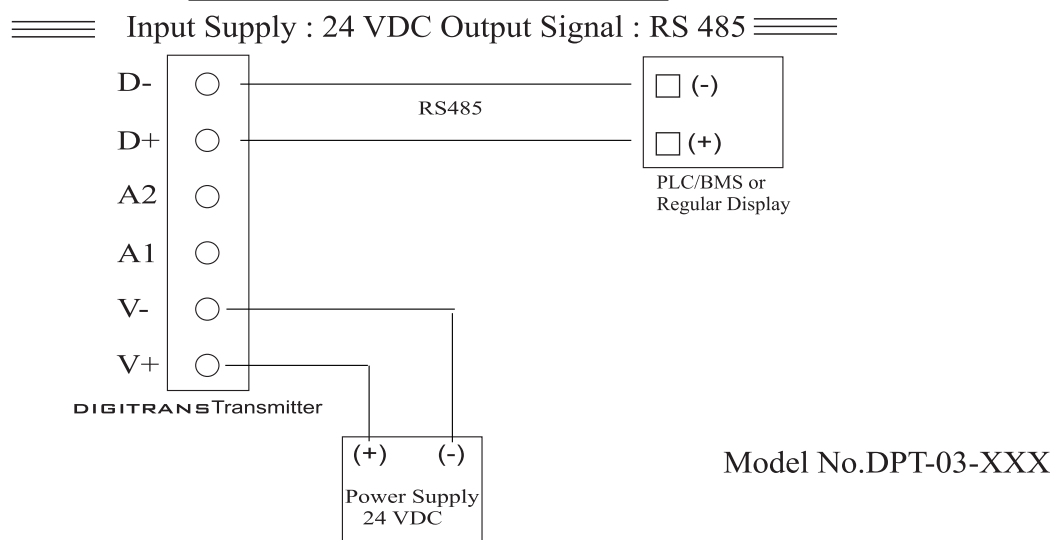 Input Supply : 24 VDC Output Signal : RS 485
D-
(-)
RS485
D+
(+)
PLC/BMS or
Regular Display
A2
A1
V-
V+
DIGITRANSTransmitter
(+) (-)
Power Supply
24 VDC
Model No.DPT-03-XXX